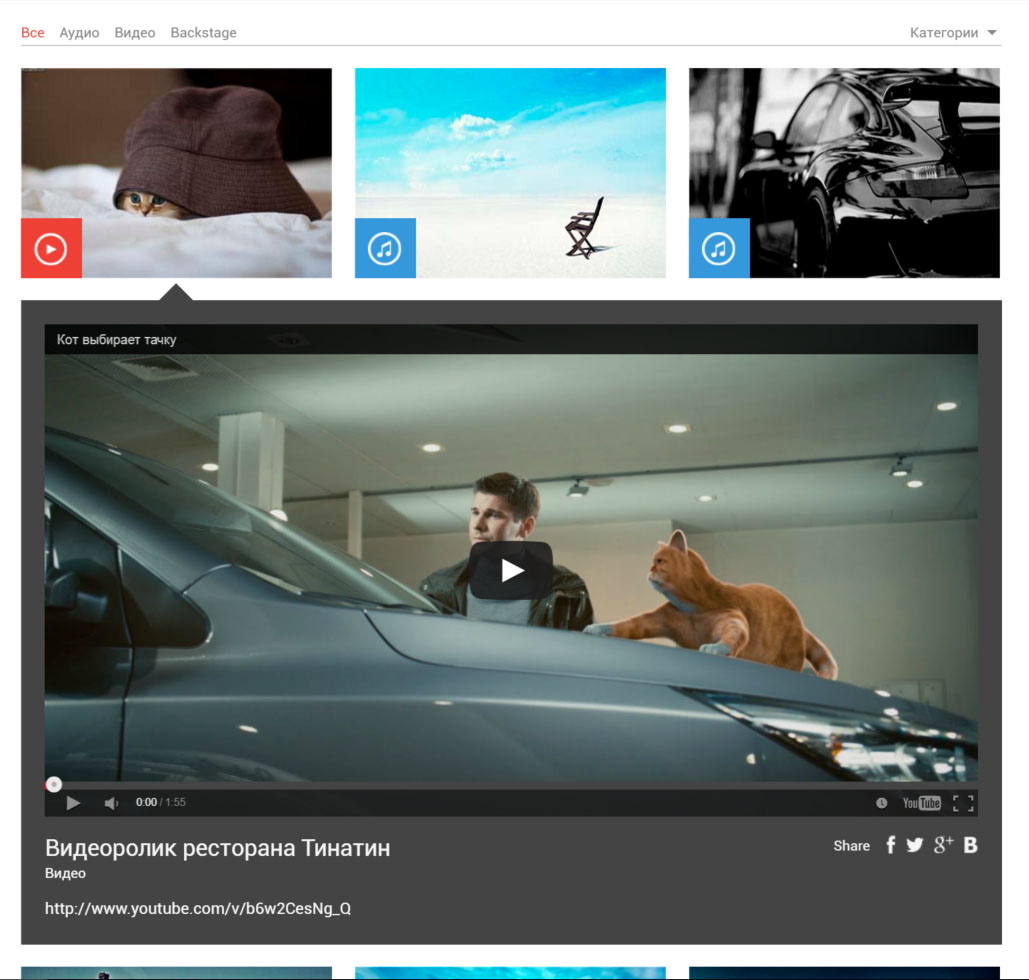 Все Аудио Видео Backstage Категории
Кот выбирает тачку
0:00 / 1:55 YouTube
Видеоролик ресторана Тинатин
Share f g+ B
Видео
http://www.youtube.com/v/b6w2CesNg_Q